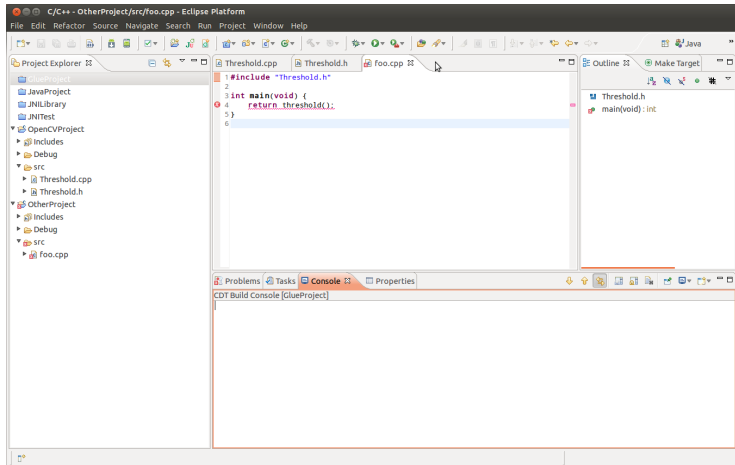 C/C++ - OtherProject/src/foo.cpp - Eclipse Platform
File Edit Refactor Source Navigate Search Run Project Window Help
Java
Project Explorer
GlueProject
JavaProject
JNILibrary
JNITest
OpenCVProject
Includes
Debug
src
Threshold.cpp
Threshold.h
OtherProject
Includes
Debug
src
foo.cpp
Threshold.cpp Threshold.h foo.cpp
1 #include "Threshold.h"
2
3 int main(void) {
4 return threshold();
5 }
6
Outline Make Target
Threshold.h
main(void) : int
Problems Tasks Console Properties
CDT Build Console [GlueProject]